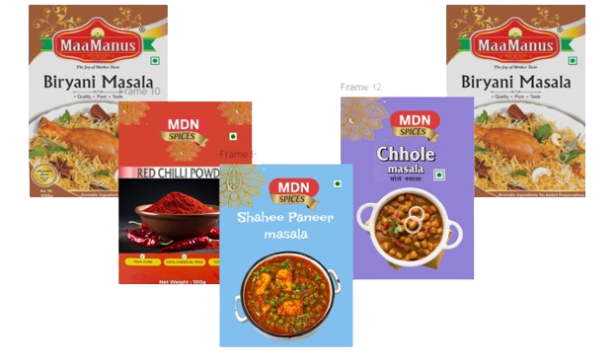 MaaManus
The Joy of Mother Taste
Biryani Masala
Quality • Pure • Taste
Frame 10
MDN
SPICES
RED CHILLI POWD
Net Weight : 100g
Frame
MDN
SPICES
Shahee Paneer
masala
Frame 12
MDN
SPICES
Chhole
masala
छोले मसाला
MaaManus
The Joy of Mother Taste
Biryani Masala
Quality • Pure • Taste